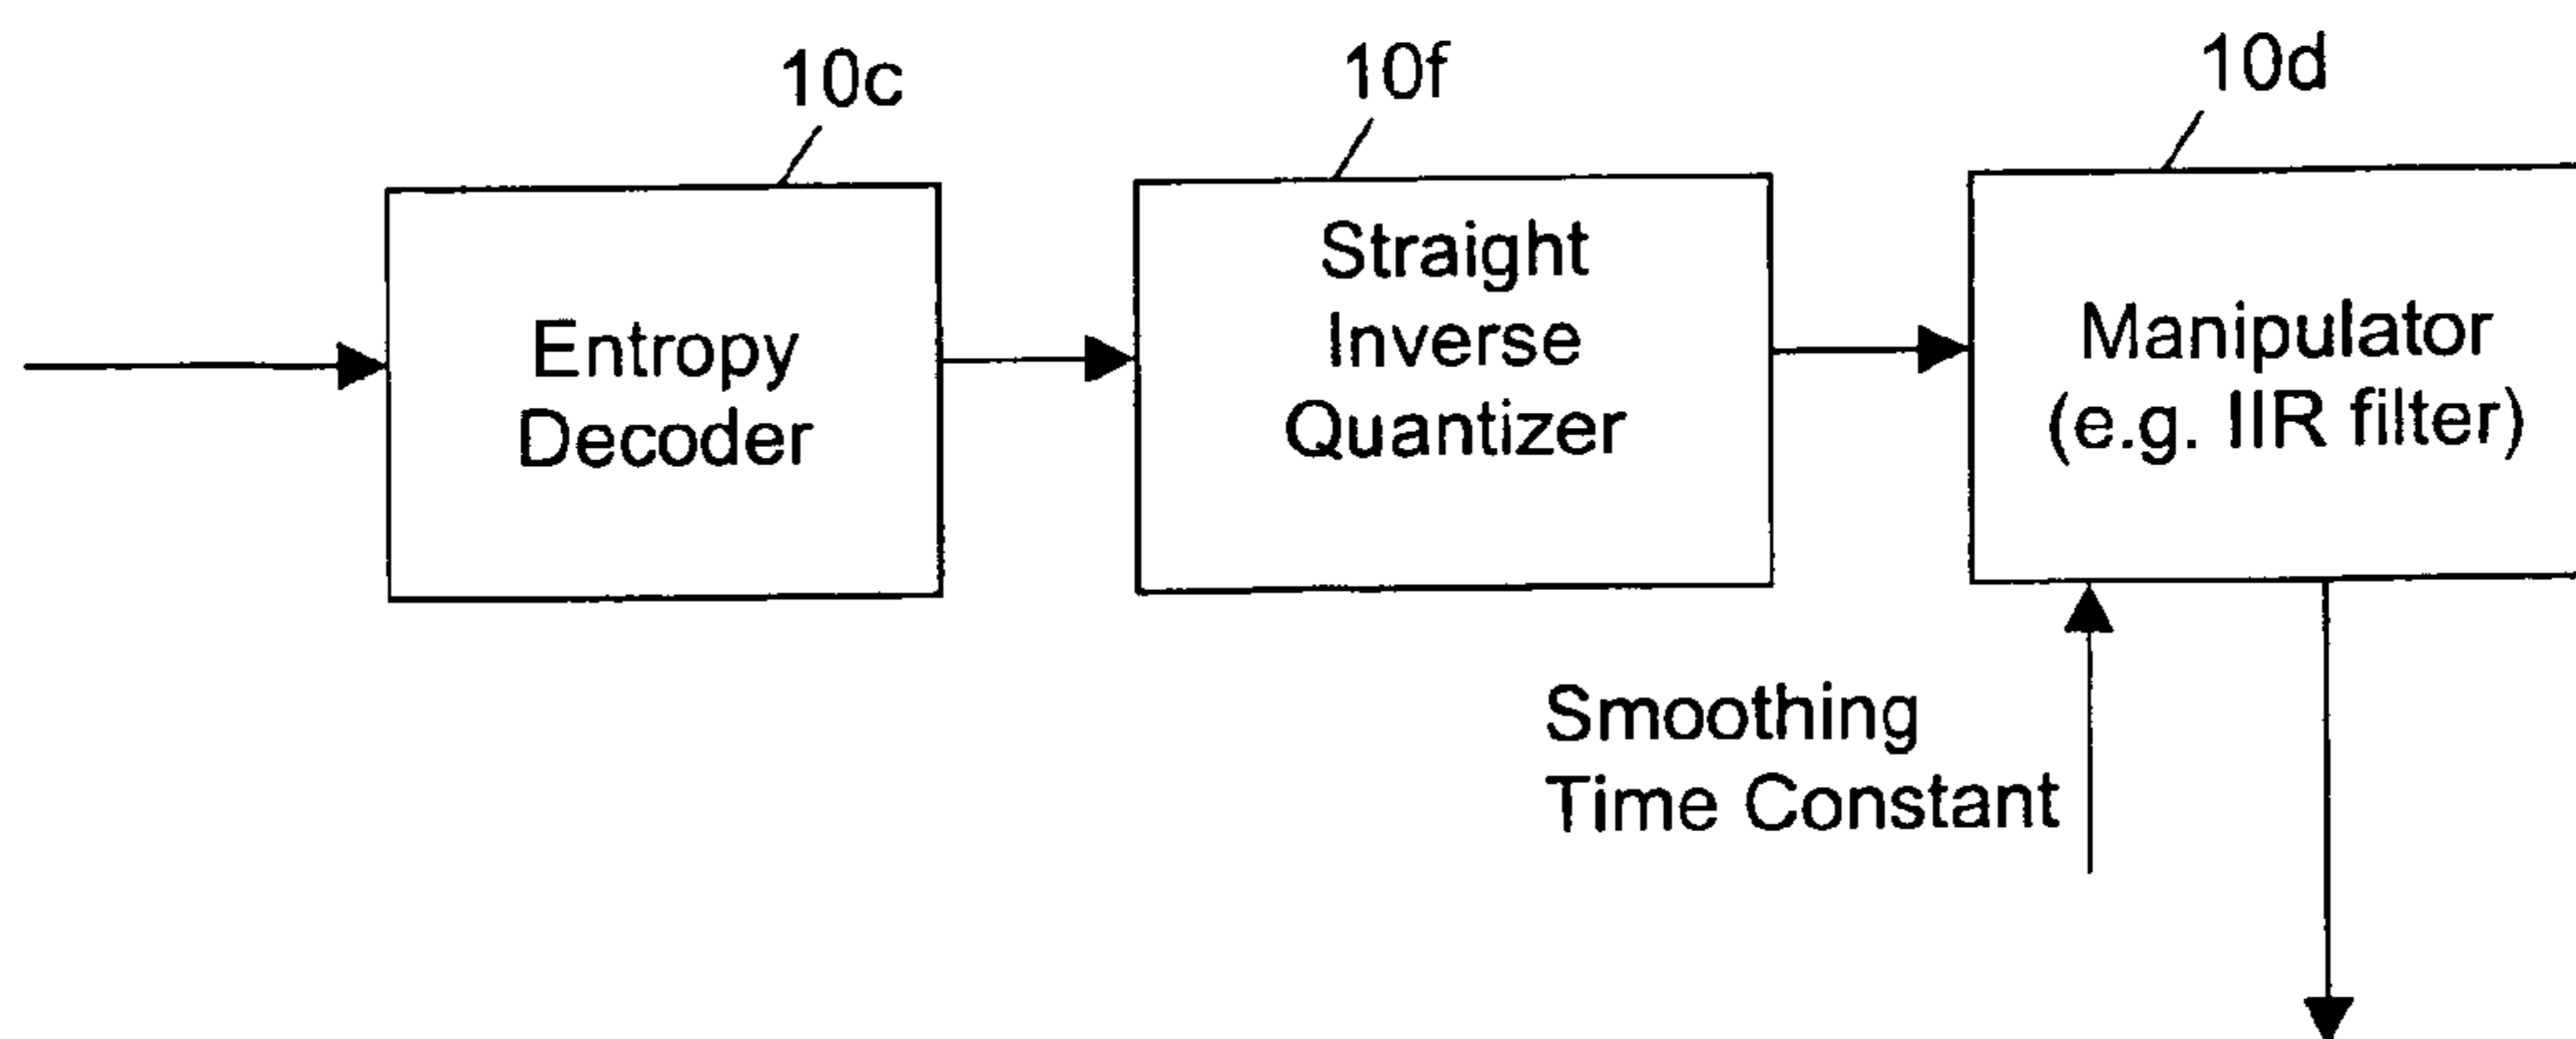 10c
10f
10d
Entropy
Decoder
Straight
Inverse
Quantizer
Manipulator
(e.g. IIR filter)
Smoothing
Time Constant